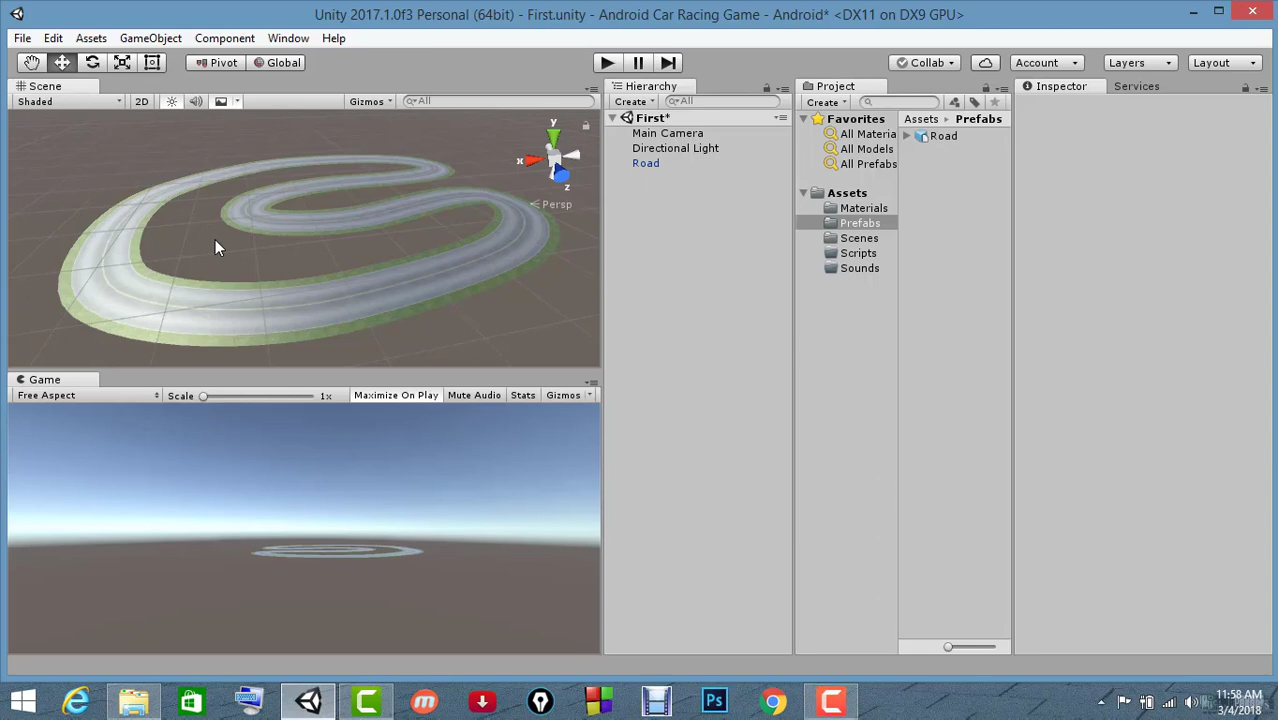 Unity 2017.1.0f3 Personal (64bit) - First.unity - Android Car Racing Game - Android* <DX11 on DX9 GPU>
File Edit Assets GameObject Component Window Help
Pivot Global Collab Account Layers Layout
Scene Hierarchy Project Inspector Services
Shaded 2D Gizmos All Create All Create
First* Favorites Assets Prefabs
Main Camera All Materia Road
Directional Light All Models
Road All Prefabs
Assets
Materials
Prefabs
Scenes
Scripts
Sounds
y
x
z
Persp
Game
Free Aspect Scale 1x Maximize On Play Mute Audio Stats Gizmos
Ps
11:58 AM
3/4/2018